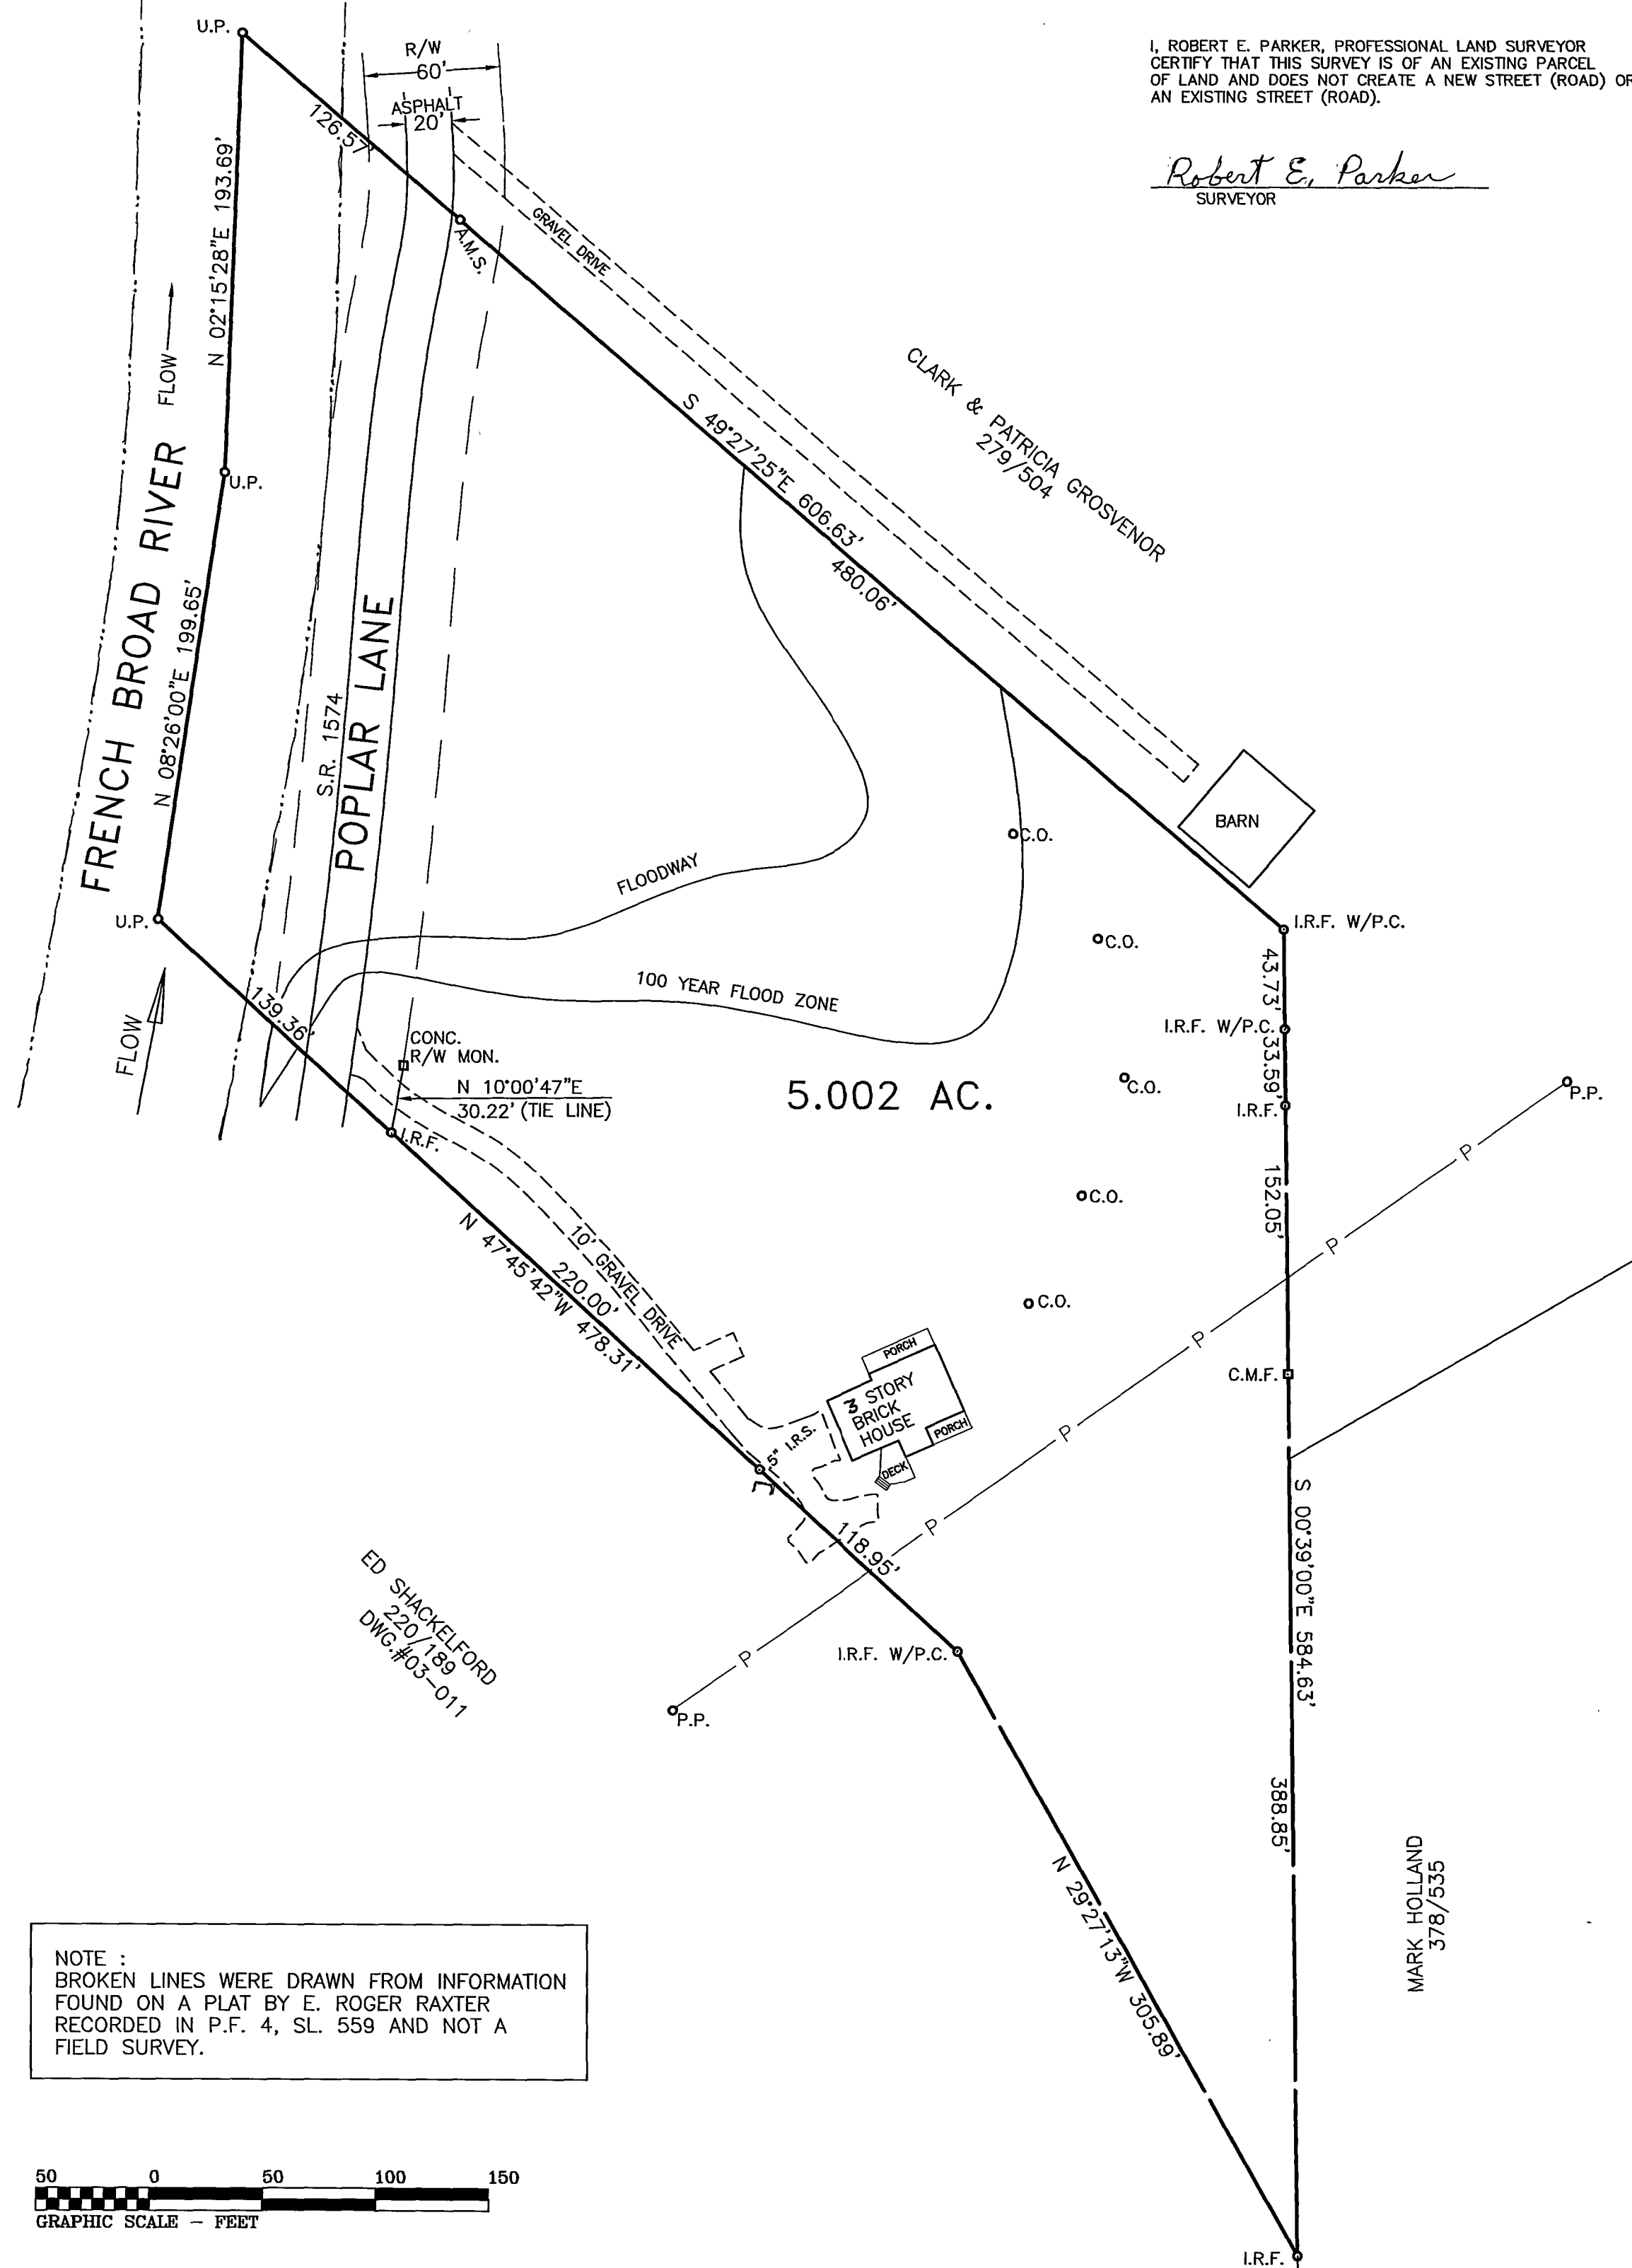 U.P.
R/W
60'
ASPHALT
20'
126.57'
I, ROBERT E. PARKER, PROFESSIONAL LAND SURVEYOR
CERTIFY THAT THIS SURVEY IS OF AN EXISTING PARCEL
OF LAND AND DOES NOT CREATE A NEW STREET (ROAD) OR
AN EXISTING STREET (ROAD).
Robert E. Parker
SURVEYOR
N 02°15'28"E 193.69'
A.M.S.
GRAVEL DRIVE
FLOW
FRENCH BROAD RIVER
CLARK & PATRICIA GROSVENOR
279/504
S 49°27'25"E 606.63'
480.06'
U.P.
N 08°26'00"E 199.65'
S.R. 1574
POPLAR LANE
BARN
C.O.
FLOODWAY
U.P.
I.R.F. W/P.C.
C.O.
43.73'
100 YEAR FLOOD ZONE
139.36'
FLOW
CONC.
R/W MON.
I.R.F. W/P.C.
33.59'
N 10°00'47"E
30.22' (TIE LINE)
5.002 AC.
C.O.
P.P.
I.R.F.
I.R.F.
P
152.05'
C.O.
N 47°45'42"W 478.31'
220.00'
10' GRAVEL DRIVE
P
C.O.
P
PORCH
C.M.F.
3 STORY
BRICK
HOUSE
PORCH
DECK
P
.5" I.R.S.
S 00°39'00"E 584.63'
P
118.95'
ED SHACKELFORD
220/189
DWG.#03-011
P
I.R.F. W/P.C.
P.P.
388.85'
N 29°27'13"W 305.89'
MARK HOLLAND
378/535
NOTE :
BROKEN LINES WERE DRAWN FROM INFORMATION
FOUND ON A PLAT BY E. ROGER RAXTER
RECORDED IN P.F. 4, SL. 559 AND NOT A
FIELD SURVEY.
50 0 50 100 150
GRAPHIC SCALE - FEET
I.R.F.